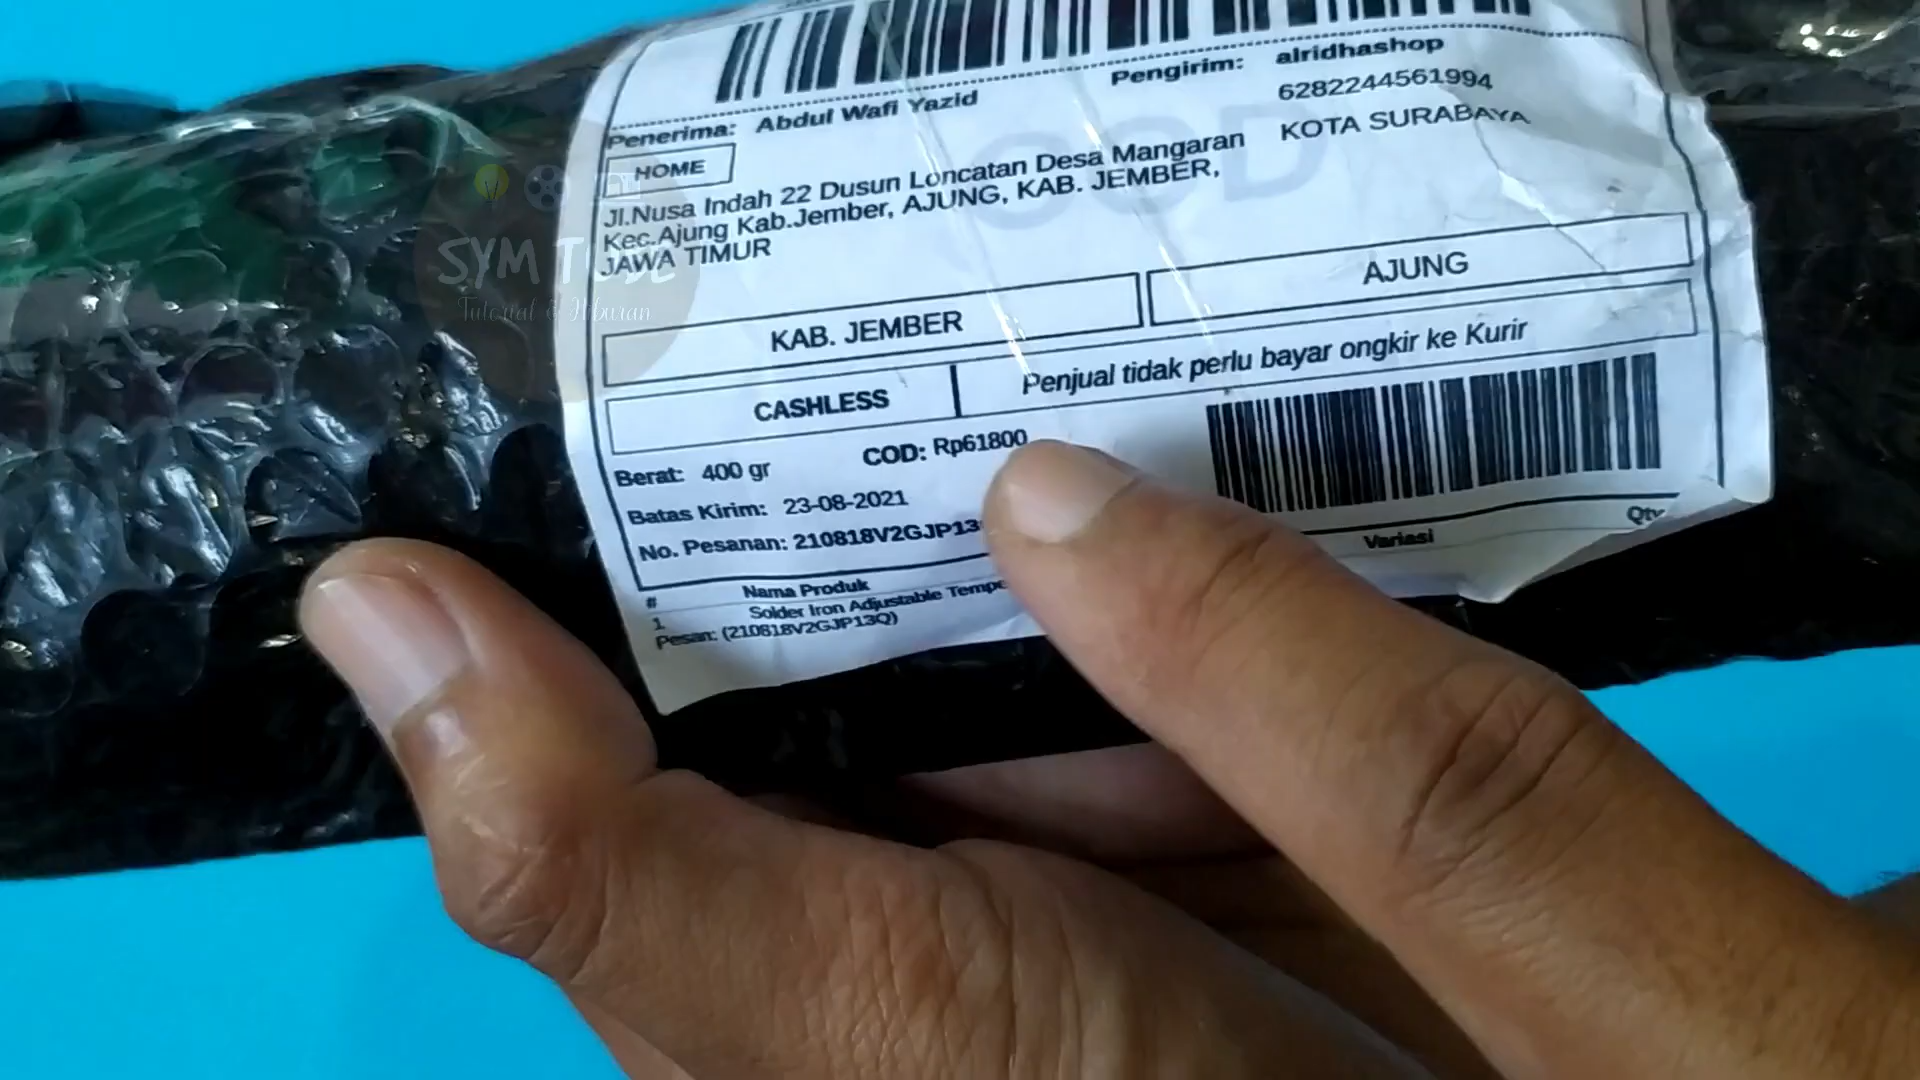 Penerima: Abdul Wafi Yazid
Pengirim: alridhashop
6282244561994
KOTA SURABAYA
HOME
Jl.Nusa Indah 22 Dusun Loncatan Desa Mangaran
Kec.Ajung Kab.Jember, AJUNG, KAB. JEMBER,
JAWA TIMUR
COD
KAB. JEMBER
AJUNG
CASHLESS
Penjual tidak perlu bayar ongkir ke Kurir
Berat: 400 gr
COD: Rp61800
Batas Kirim: 23-08-2021
No. Pesanan: 210818V2GJP13
# Nama Produk Variasi Qty
1 Solder Iron Adjustable
Pesan: (210818V2GJP13Q)
SYM TUBE
Tutorial & Hiburan